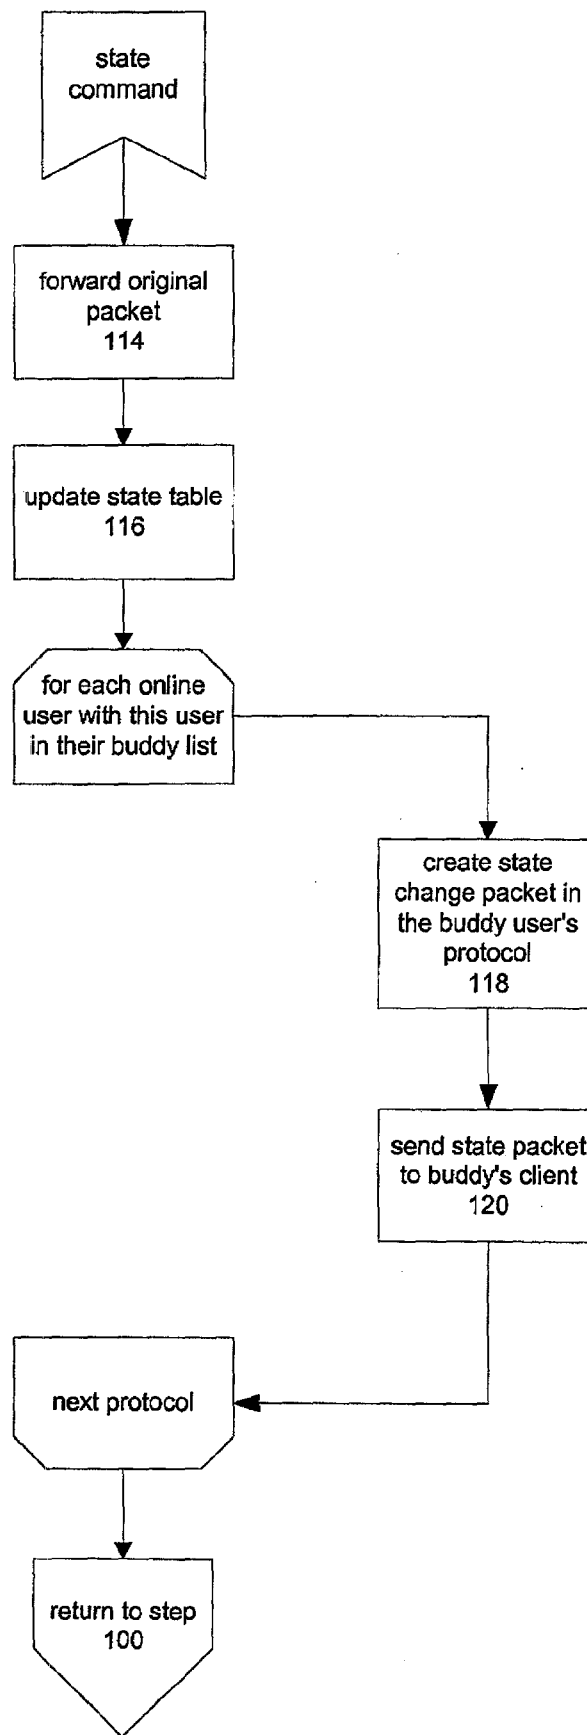 state
command
forward original
packet
114
update state table
116
for each online
user with this user
in their buddy list
create state
change packet in
the buddy user's
protocol
118
send state packet
to buddy's client
120
next protocol
return to step
100